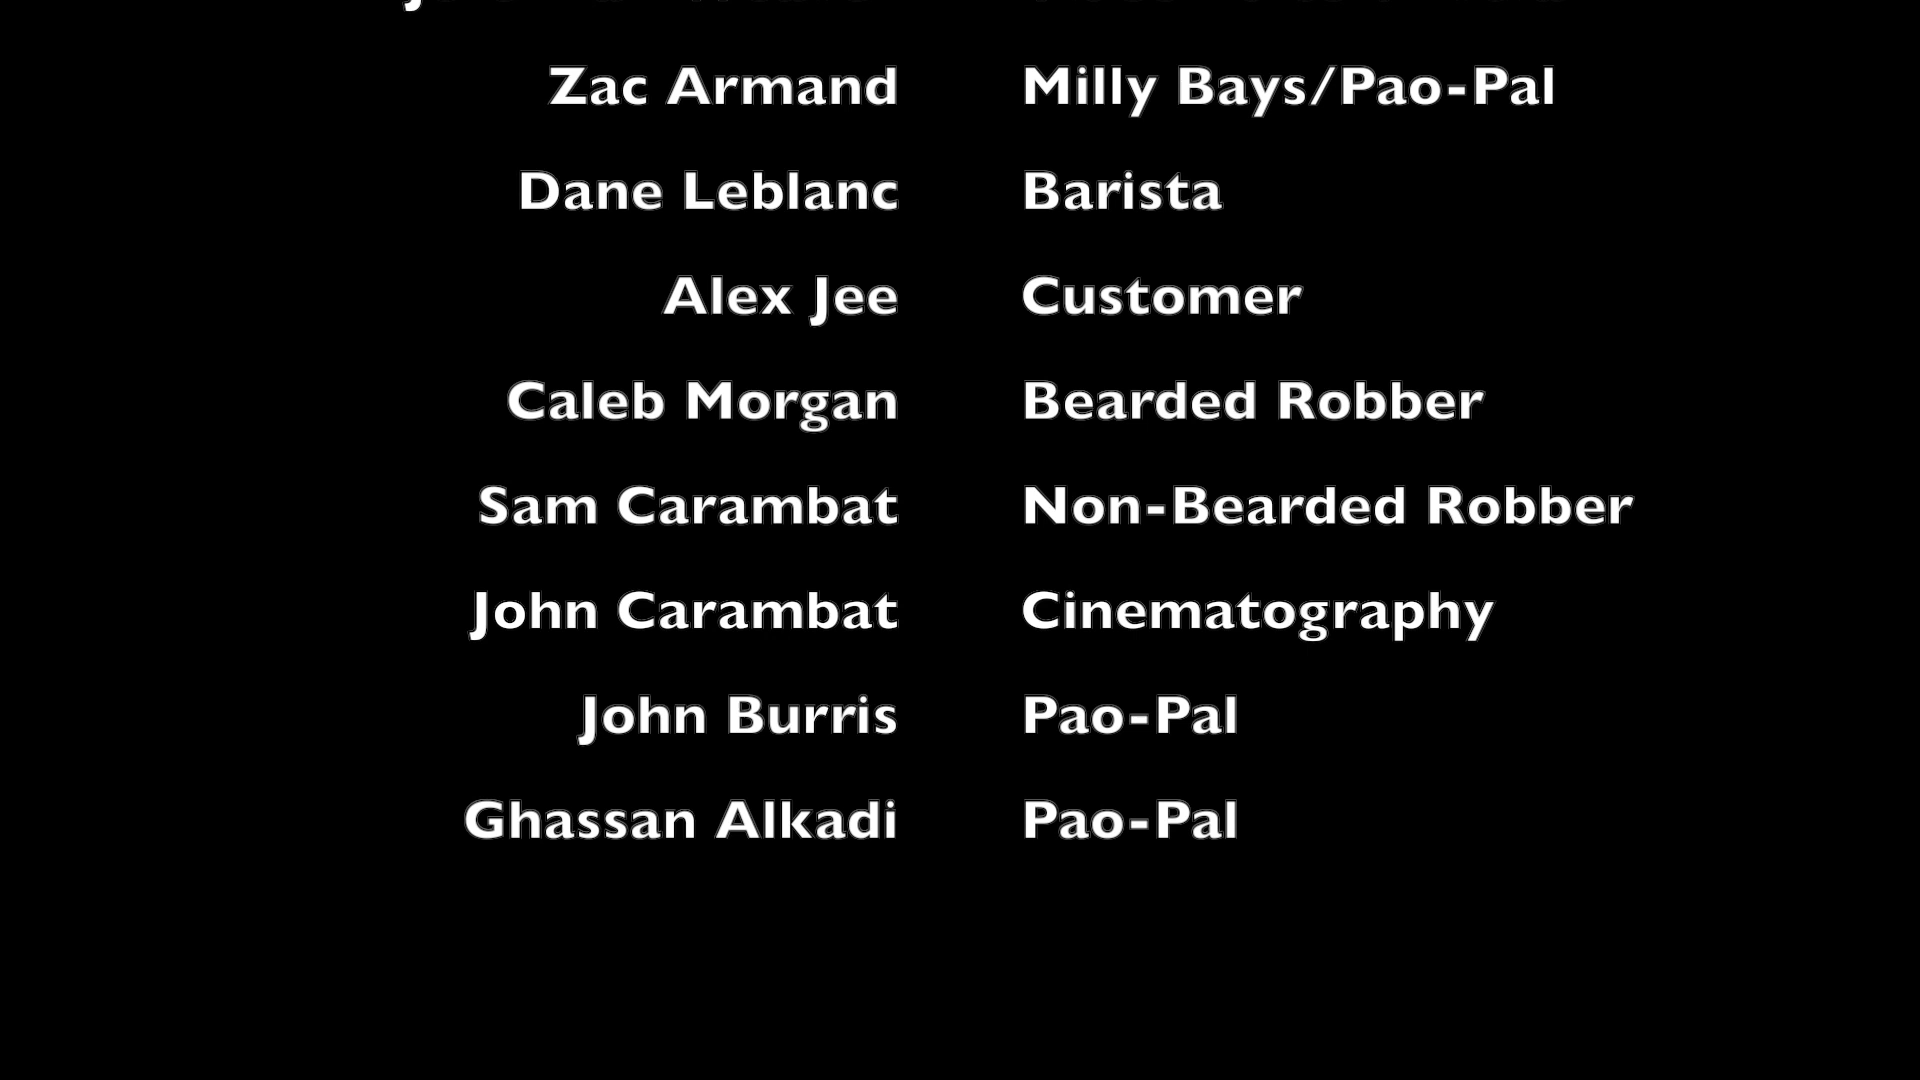 Zac Armand Milly Bays/Pao-Pal
Dane Leblanc Barista
Alex Jee Customer
Caleb Morgan Bearded Robber
Sam Carambat Non-Bearded Robber
John Carambat Cinematography
John Burris Pao-Pal
Ghassan Alkadi Pao-Pal